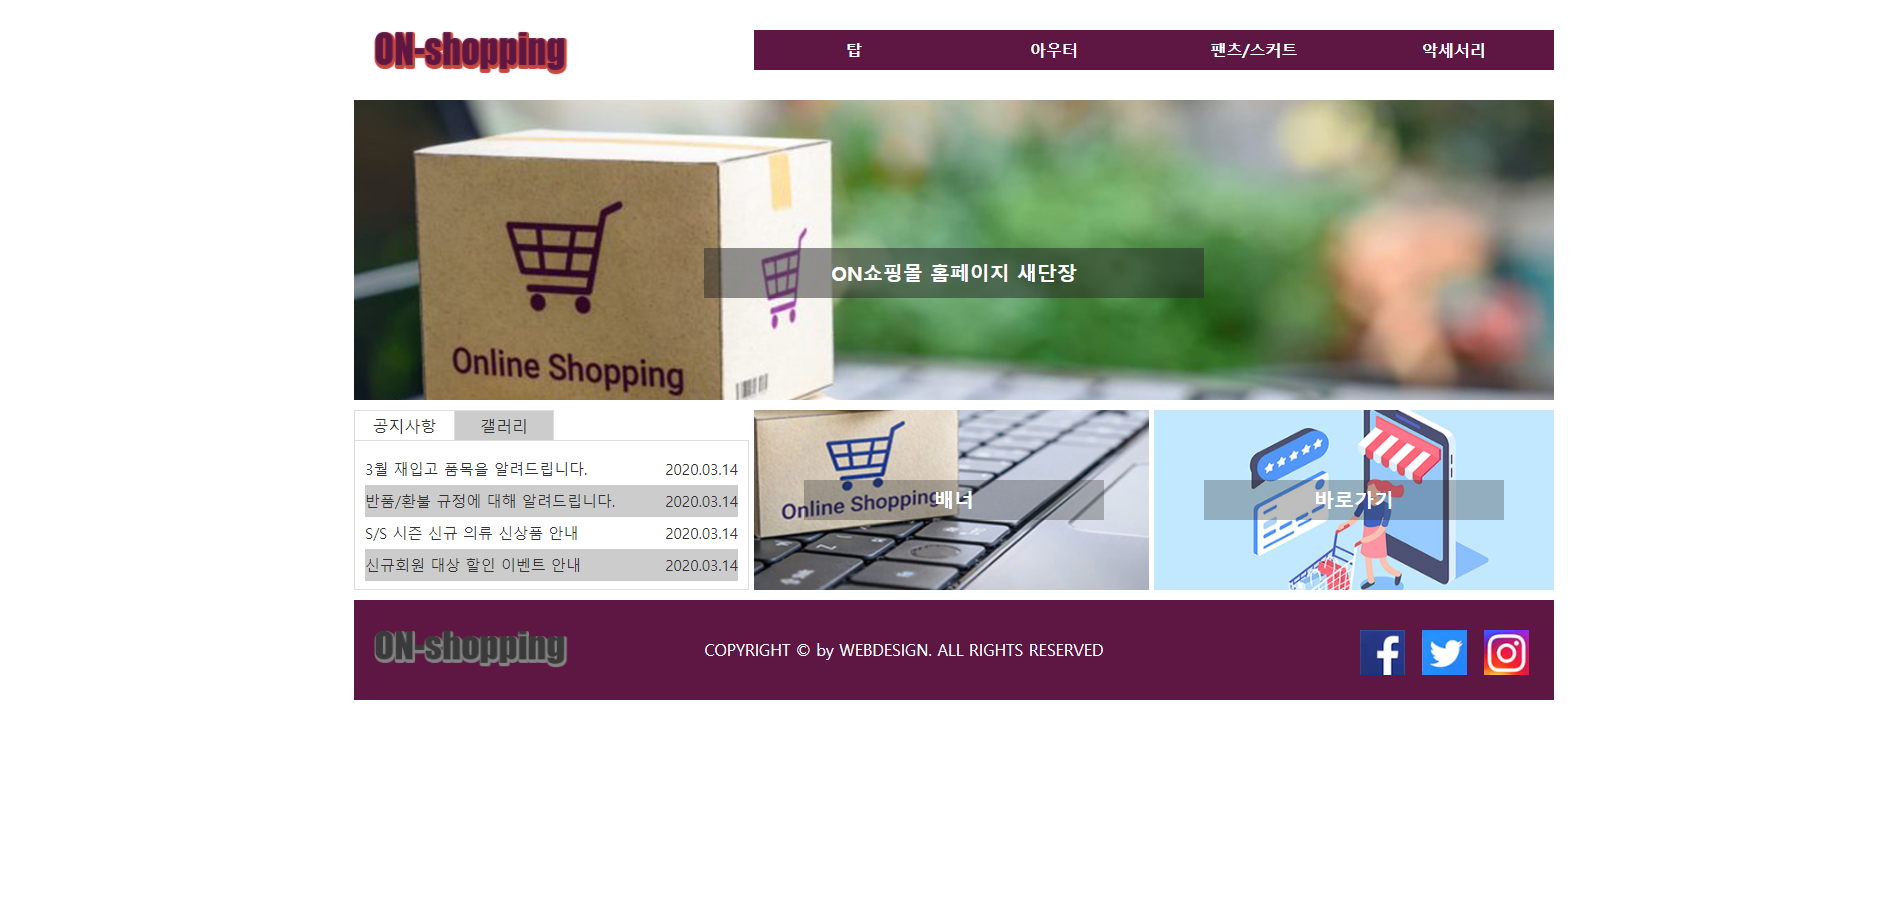 ON-shopping
탑 아우터 팬츠/스커트 악세서리
ON쇼핑몰 홈페이지 새단장
Online Shopping
공지사항 갤러리
3월 재입고 품목을 알려드립니다. 2020.03.14
반품/환불 규정에 대해 알려드립니다. 2020.03.14
S/S 시즌 신규 의류 신상품 안내 2020.03.14
신규회원 대상 할인 이벤트 안내 2020.03.14
배너
Online Shopping
바로가기
ON-shopping
COPYRIGHT © by WEBDESIGN. ALL RIGHTS RESERVED